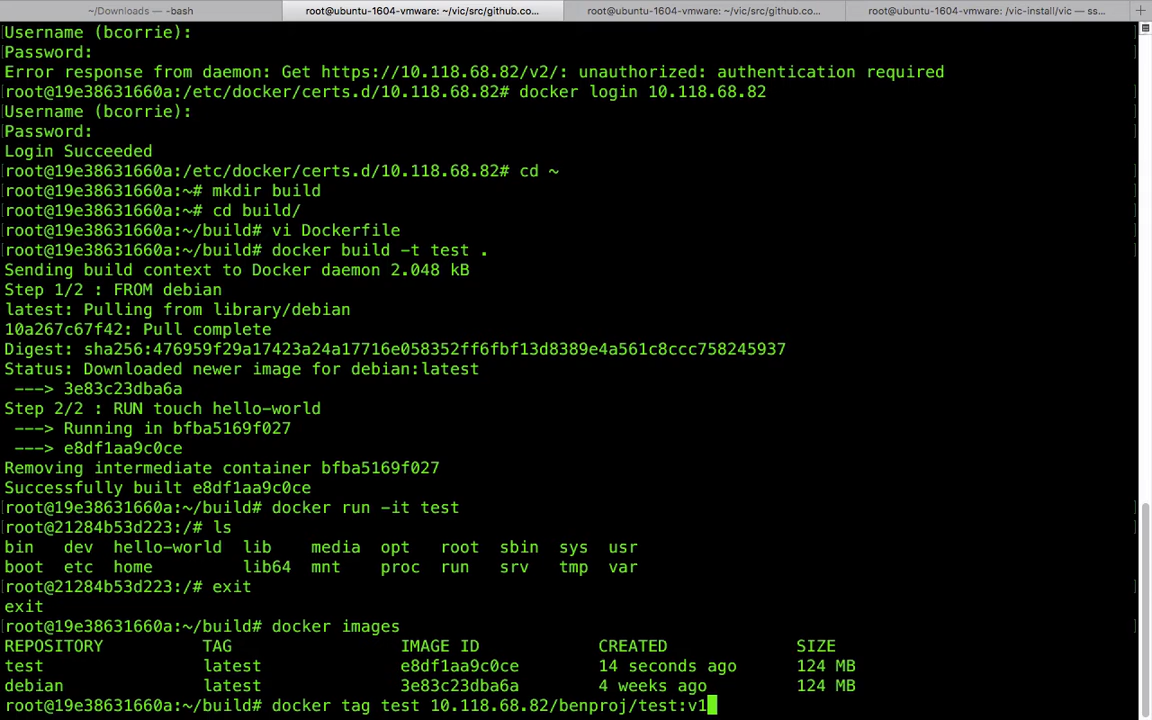 ~/Downloads — -bash
root@ubuntu-1604-vmware: ~/vic/src/github.co...
root@ubuntu-1604-vmware: ~/vic/src/github.co...
root@ubuntu-1604-vmware: /vic-install/vic — ss...
Username (bcorrie):
Password:
Error response from daemon: Get https://10.118.68.82/v2/: unauthorized: authentication required
root@19e38631660a:/etc/docker/certs.d/10.118.68.82# docker login 10.118.68.82
Username (bcorrie):
Password:
Login Succeeded
root@19e38631660a:/etc/docker/certs.d/10.118.68.82# cd ~
root@19e38631660a:~# mkdir build
root@19e38631660a:~# cd build/
root@19e38631660a:~/build# vi Dockerfile
root@19e38631660a:~/build# docker build -t test .
Sending build context to Docker daemon 2.048 kB
Step 1/2 : FROM debian
latest: Pulling from library/debian
10a267c67f42: Pull complete
Digest: sha256:476959f29a17423a24a17716e058352ff6fbf13d8389e4a561c8ccc758245937
Status: Downloaded newer image for debian:latest
---> 3e83c23dba6a
Step 2/2 : RUN touch hello-world
---> Running in bfba5169f027
---> e8df1aa9c0ce
Removing intermediate container bfba5169f027
Successfully built e8df1aa9c0ce
root@19e38631660a:~/build# docker run -it test
root@21284b53d223:/# ls
bin dev hello-world lib media opt root sbin sys usr
boot etc home lib64 mnt proc run srv tmp var
root@21284b53d223:/# exit
exit
root@19e38631660a:~/build# docker images
REPOSITORY TAG IMAGE ID CREATED SIZE
test latest e8df1aa9c0ce 14 seconds ago 124 MB
debian latest 3e83c23dba6a 4 weeks ago 124 MB
root@19e38631660a:~/build# docker tag test 10.118.68.82/benproj/test:v1